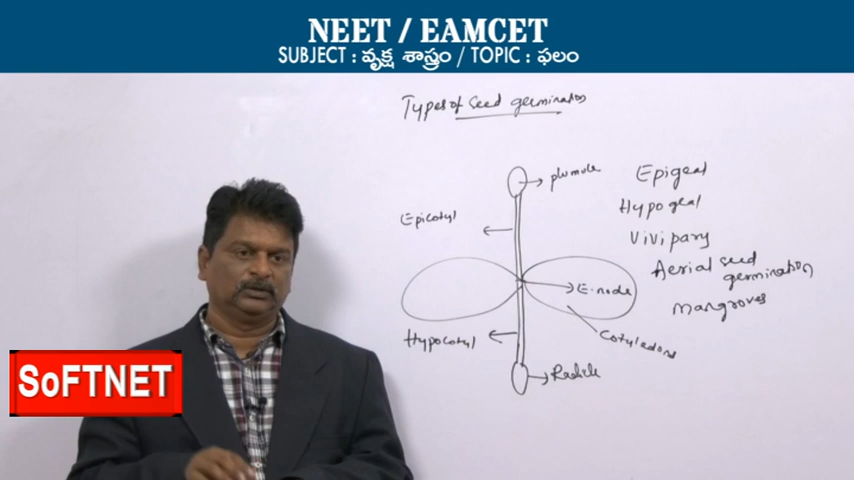 NEET / EAMCET
SUBJECT : వృక్ష శాస్త్రం / TOPIC : ఫలం
Types of seed germination
plumule
Epigeal
Hypogeal
Epicotyl
Vivipary
Aerial seed
germination
E-node
Mangroves
Hypocotyl
Cotyledons
Radicle
SoFTNET